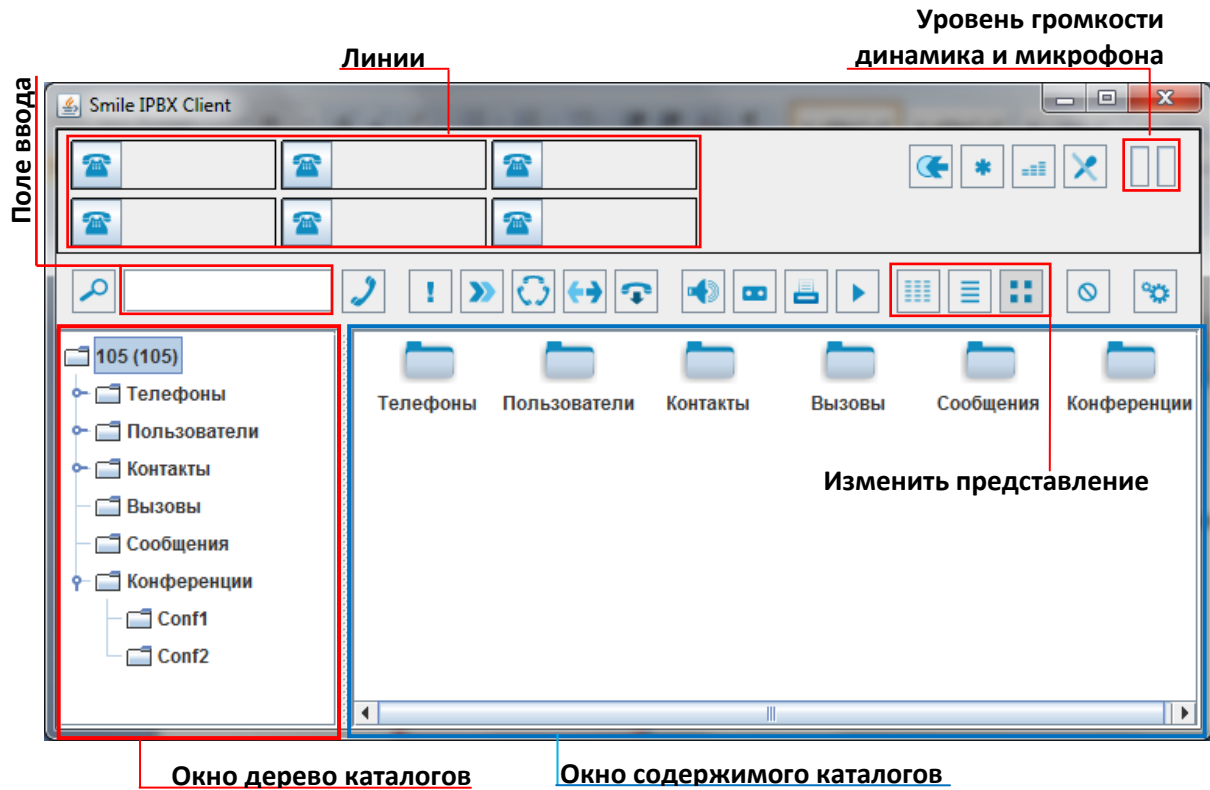 Уровень громкости
динамика и микрофона
Линии
Поле ввода
Smile IPBX Client
105 (105)
Телефоны
Пользователи
Контакты
Вызовы
Сообщения
Конференции
Conf1
Conf2
Телефоны
Пользователи
Контакты
Вызовы
Сообщения
Конференции
Изменить представление
Окно дерево каталогов
Окно содержимого каталогов